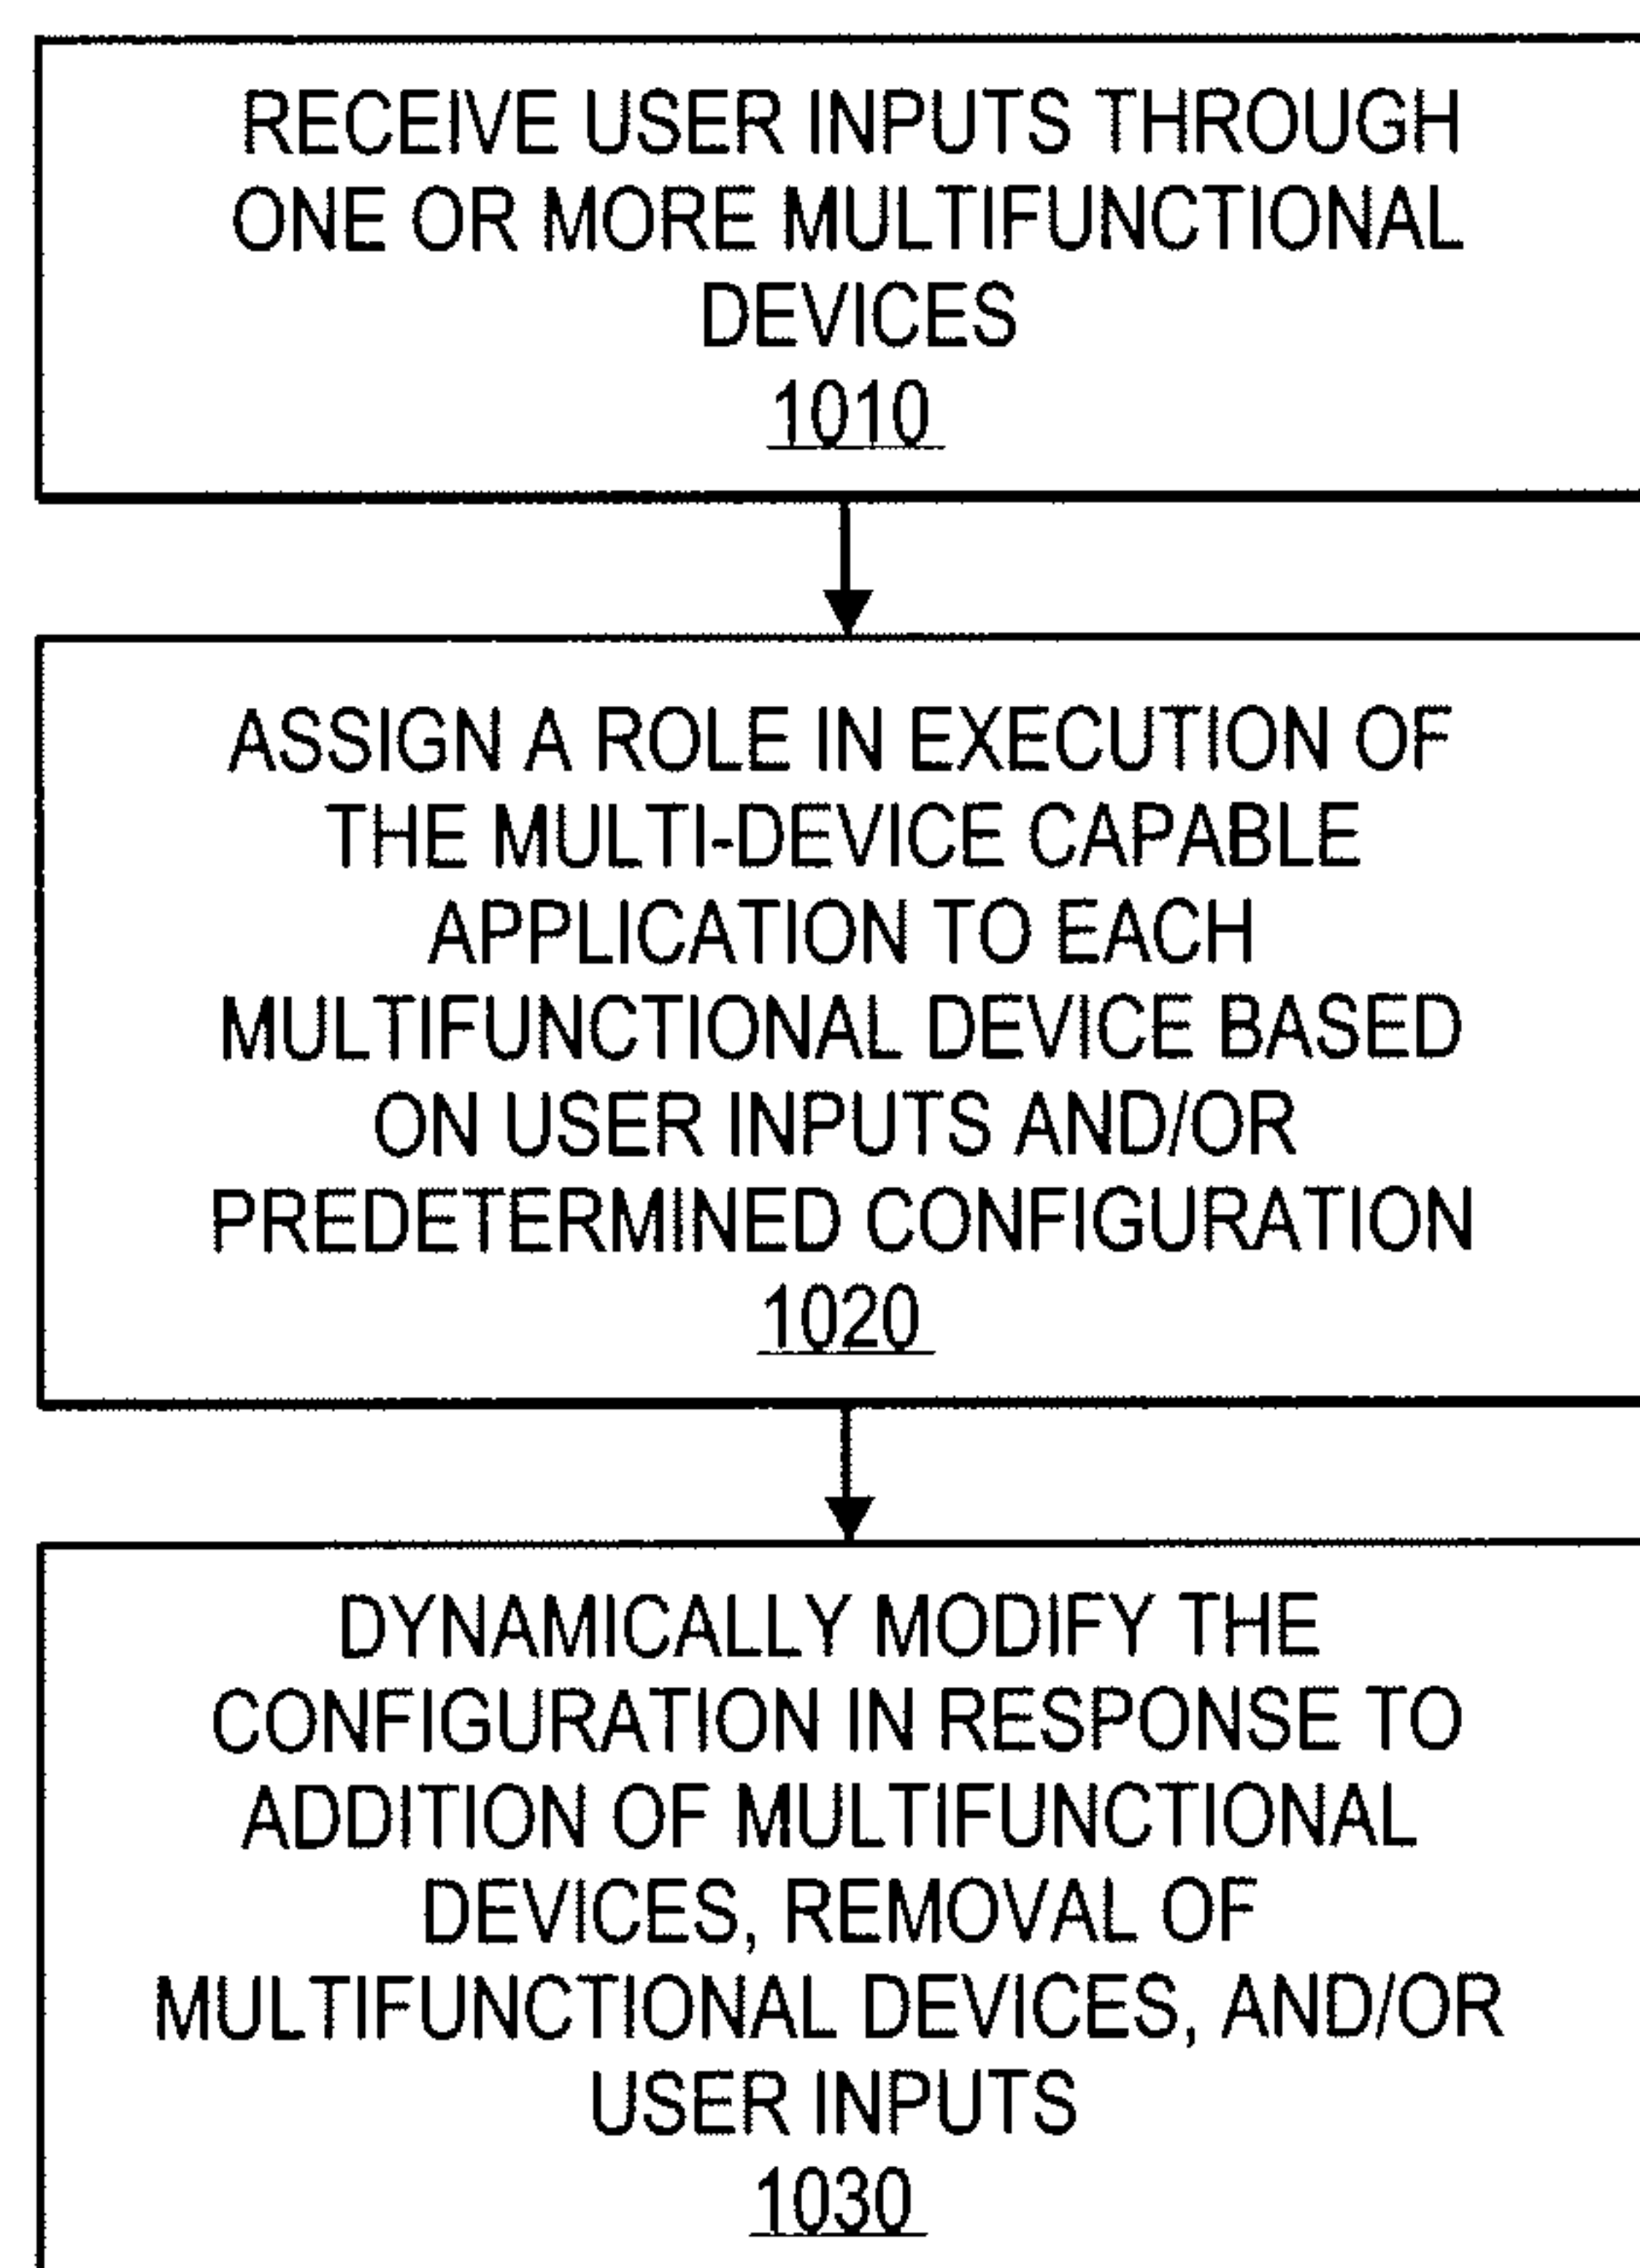 RECEIVE USER INPUTS THROUGH
ONE OR MORE MULTIFUNCTIONAL
DEVICES
1010
ASSIGN A ROLE IN EXECUTION OF
THE MULTI-DEVICE CAPABLE
APPLICATION TO EACH
MULTIFUNCTIONAL DEVICE BASED
ON USER INPUTS AND/OR
PREDETERMINED CONFIGURATION
1020
DYNAMICALLY MODIFY THE
CONFIGURATION IN RESPONSE TO
ADDITION OF MULTIFUNCTIONAL
DEVICES, REMOVAL OF
MULTIFUNCTIONAL DEVICES, AND/OR
USER INPUTS
1030